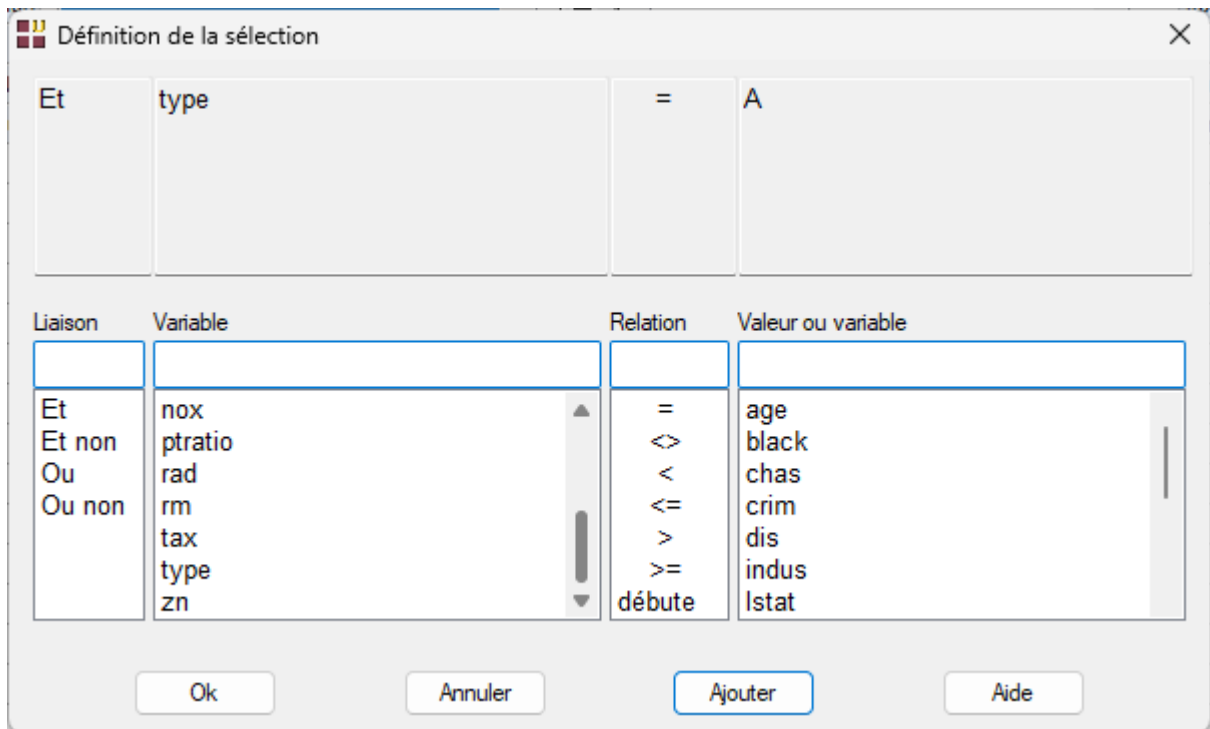 Définition de la sélection
Et type = A
Liaison Variable Relation Valeur ou variable
Et nox = age
Et non ptratio <> black
Ou rad < chas
Ou non rm <= crim
tax > dis
type >= indus
zn débute lstat
Ok Annuler Ajouter Aide